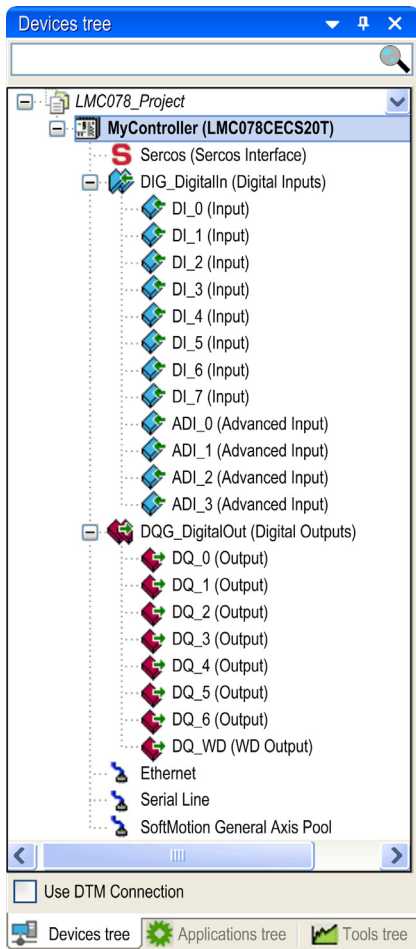 Devices tree
LMC078_Project
MyController (LMC078CECS20T)
Sercos (Sercos Interface)
DIG_DigitalIn (Digital Inputs)
DI_0 (Input)
DI_1 (Input)
DI_2 (Input)
DI_3 (Input)
DI_4 (Input)
DI_5 (Input)
DI_6 (Input)
DI_7 (Input)
ADI_0 (Advanced Input)
ADI_1 (Advanced Input)
ADI_2 (Advanced Input)
ADI_3 (Advanced Input)
DQG_DigitalOut (Digital Outputs)
DQ_0 (Output)
DQ_1 (Output)
DQ_2 (Output)
DQ_3 (Output)
DQ_4 (Output)
DQ_5 (Output)
DQ_6 (Output)
DQ_WD (WD Output)
Ethernet
Serial Line
SoftMotion General Axis Pool
Use DTM Connection
Devices tree Applications tree Tools tree